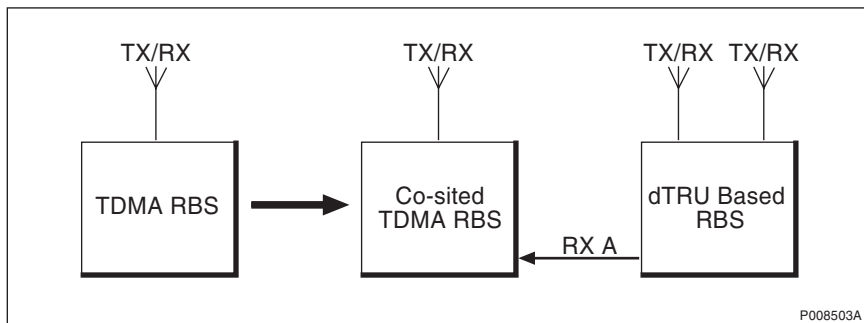 TX/RX
TX/RX
TX/RX
TX/RX
TDMA RBS
Co-sited
TDMA RBS
dTRU Based
RBS
RX A
P008503A